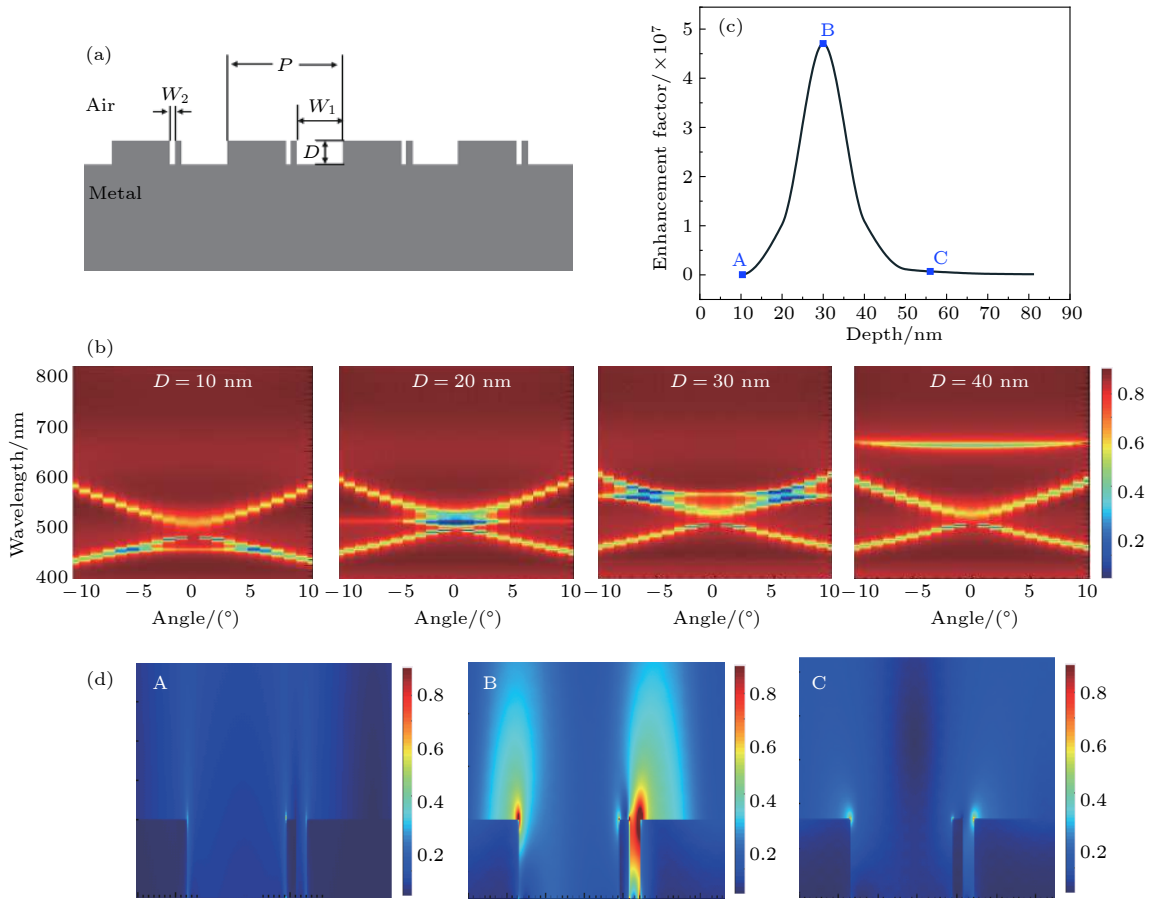 (a)
P
W₂
Air
W₁
D
Metal
(c)
B
A
C
Enhancement factor/×10⁷
5
4
3
2
1
0
0 10 20 30 40 50 60 70 80 90
Depth/nm
(b)
D = 10 nm
D = 20 nm
D = 30 nm
D = 40 nm
Wavelength/nm
800
700
600
500
400
−10 −5 0 5 10
−10 −5 0 5 10
−10 −5 0 5 10
−10 −5 0 5 10
Angle/(°)
Angle/(°)
Angle/(°)
Angle/(°)
0.8
0.6
0.4
0.2
(d)
A
0.8
0.6
0.4
0.2
B
0.8
0.6
0.4
0.2
C
0.8
0.6
0.4
0.2